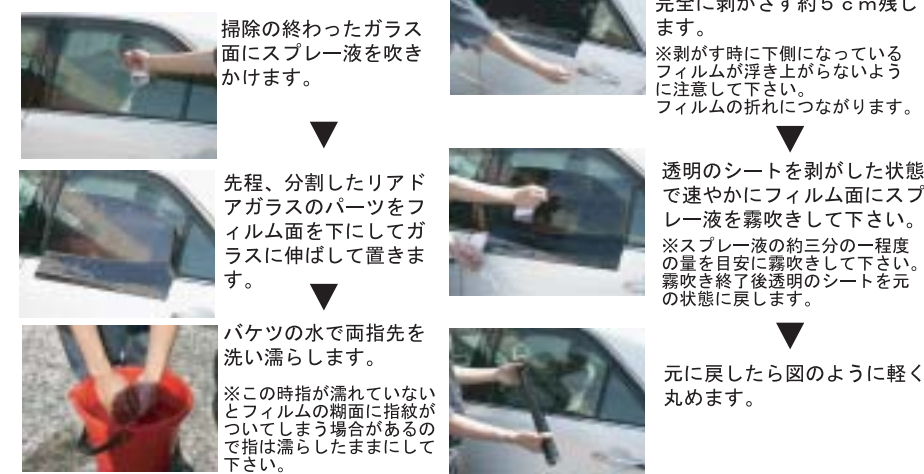 掃除の終わったガラス
面にスプレー液を吹き
かけます。
▼
先程、分割したリアド
アガラスのパーツをフ
ィルム面を下にしてガ
ラスに伸ばして置きま
す。
▼
バケツの水で両指先を
洗い濡らします。
※この時指が濡れていない
とフィルムの糊面に指紋が
ついてしまう場合があるの
で指は濡らしたままにして
下さい。
完全に剥がさず約5cm残し
ます。
※剥がす時に下側になっている
フィルムが浮き上がらないよう
に注意して下さい。
フィルムの折れにつながります。
▼
透明のシートを剥がした状態
で速やかにフィルム面にスプ
レー液を霧吹きして下さい。
※スプレー液の約三分の一程度
の量を目安に霧吹きして下さい。
霧吹き終了後透明のシートを元
の状態に戻します。
▼
元に戻したら図のように軽く
丸めます。